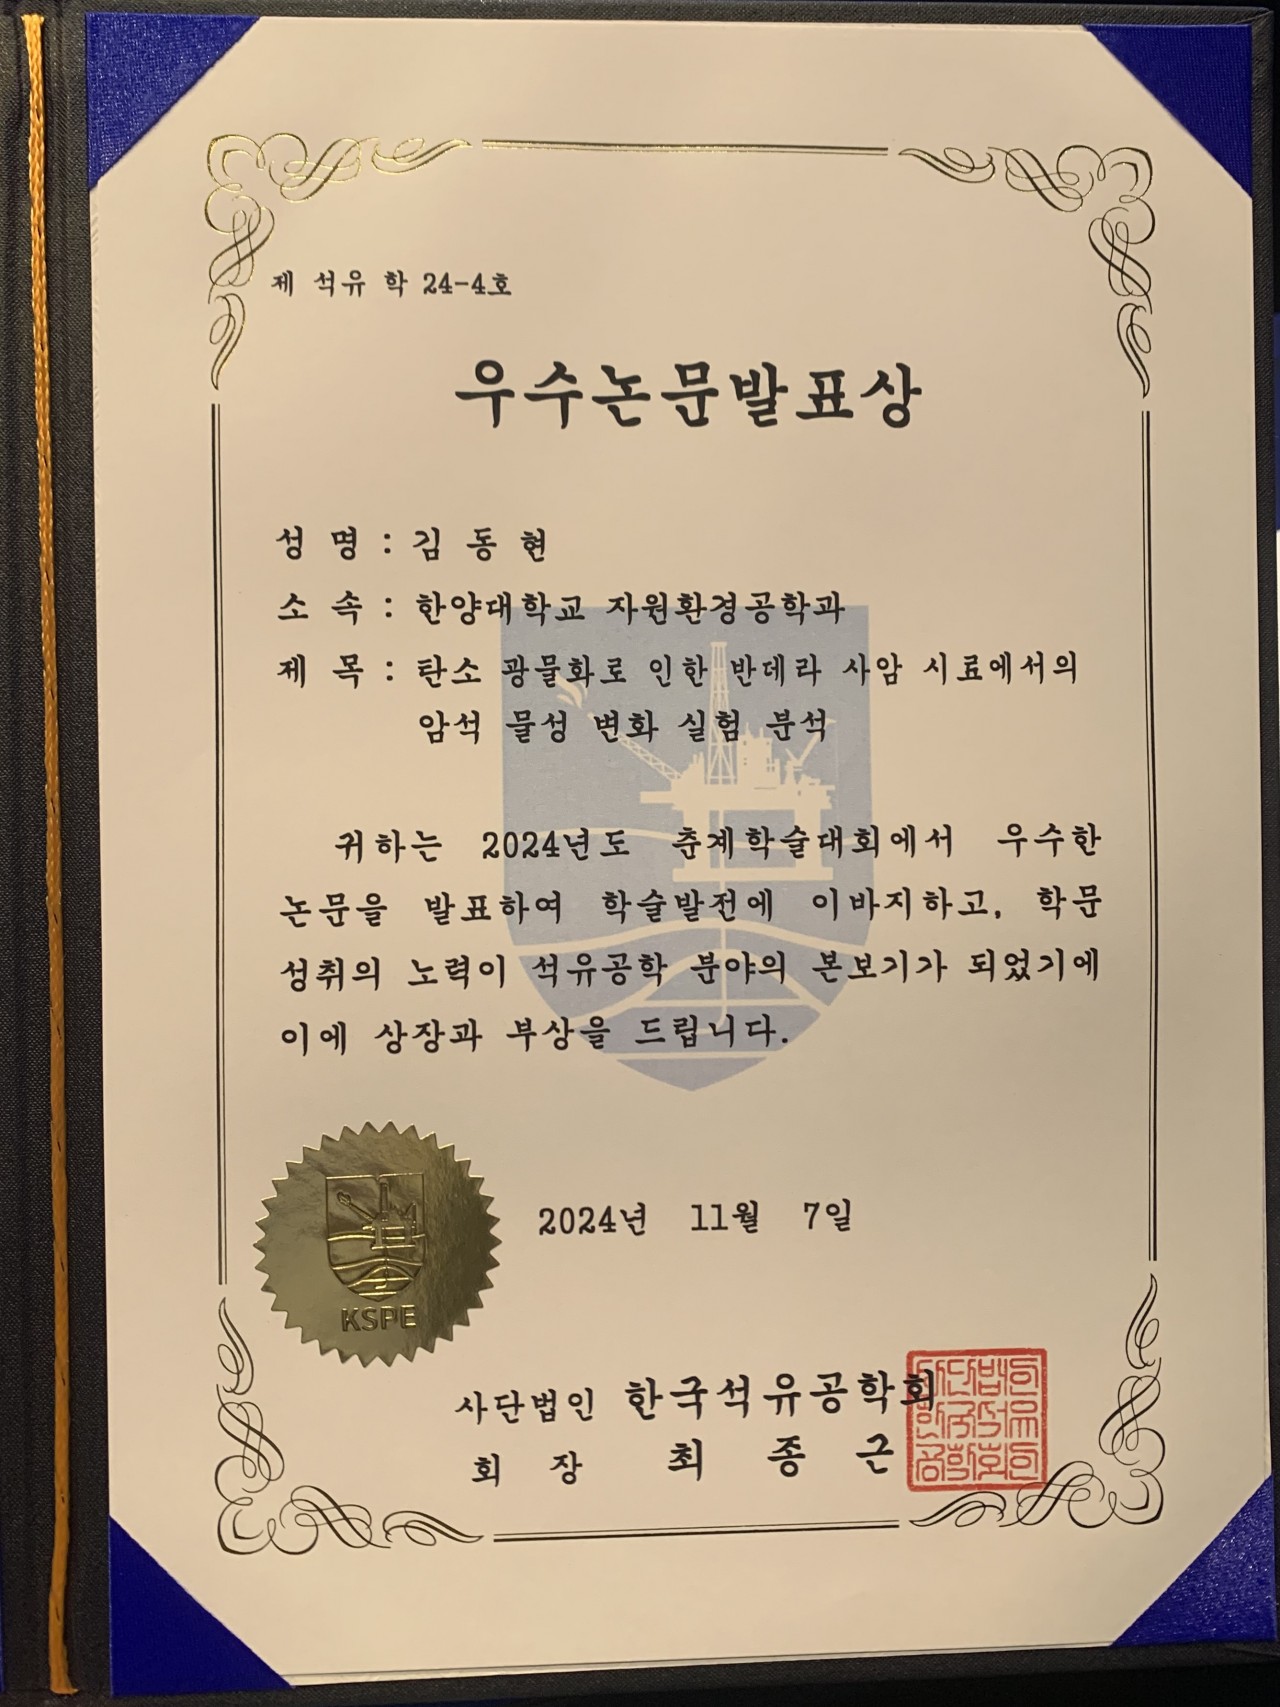 제 석유 학 24-4호
우수논문발표상
성 명 : 김 동 현
소 속 : 한양대학교 자원환경공학과
제 목 : 탄소 광물화로 인한 반데라 사암 시료에서의
암석 물성 변화 실험 분석
귀하는 2024년도 춘계학술대회에서 우수한
논문을 발표하여 학술발전에 이바지하고, 학문
성취의 노력이 석유공학 분야의 본보기가 되었기에
이에 상장과 부상을 드립니다.
2024년 11월 7일
KSPE
사단법인 한국석유공학회
회 장 최 종 근